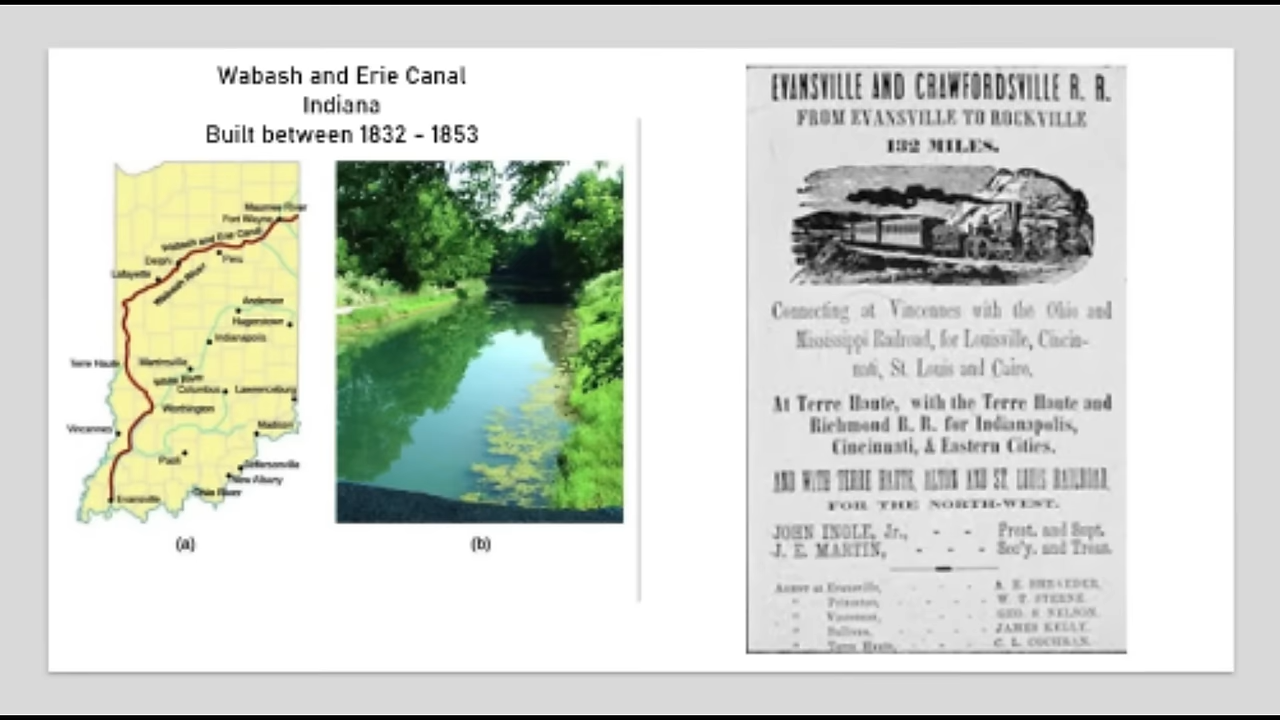 Wabash and Erie Canal
Indiana
Built between 1832 - 1853
Maumee River
Fort Wayne
Wabash and Erie Canal
Delphi
Peru
Lafayette
Wabash River
Anderson
Hagerstown
Indianapolis
Terre Haute
Martinsville
White River
Columbus
Lawrenceburg
Worthington
Vincennes
Madison
Paoli
Jeffersonville
New Albany
Ohio River
Evansville
(a)
(b)
EVANSVILLE AND CRAWFORDSVILLE R. R.
FROM EVANSVILLE TO ROCKVILLE
132 MILES.
Connecting at Vincennes with the Ohio and
Mississippi Railroad, for Louisville, Cincin-
nati, St. Louis and Cairo.
At Terre Haute, with the Terre Haute and
Richmond R. R. for Indianapolis,
Cincinnati, & Eastern Cities.
AND WITH TERRE HAUTE, ALTON AND ST. LOUIS RAILROAD,
FOR THE NORTH-WEST.
JOHN INGLE, Jr., - - Prest. and Supt.
J. E. MARTIN, - - - Sec'y. and Treas.
AGENT at Evansville, - - A. E.
" Princeton, - - W. T. STERNE.
" Vincennes, - - GEO. NELSON.
" Sullivan, - - - JAMES KELLY.
" Terre Haute, - - C. L. COCHRAN.